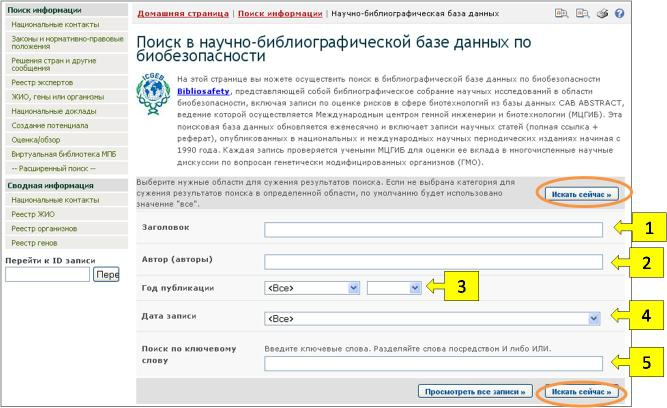 Поиск информации
Национальные контакты
Законы и нормативно-правовые
положения
Решения стран и другие
сообщения
Реестр экспертов
ЖИО, гены или организмы
Национальные доклады
Создание потенциала
Оценка/обзор
Виртуальная библиотека МПБ
-- Расширенный поиск --
Сводная информация
Национальные контакты
Реестр ЖИО
Реестр организмов
Реестр генов
Перейти к ID записи
Пере
Домашняя страница | Поиск информации | Научно-библиографическая база данных
Поиск в научно-библиографической базе данных по
биобезопасности
ICGEB
На этой странице вы можете осуществить поиск в библиографической базе данных по биобезопасности
Bibliosafety, представляющей собой библиографическое собрание научных исследований в области
биобезопасности, включая записи по оценке рисков в сфере биотехнологий из базы данных CAB ABSTRACT,
ведение которой осуществляется Международным центром генной инженерии и биотехнологии (МЦГИБ). Эта
поисковая база данных обновляется ежемесячно и включает записи научных статей (полная ссылка +
реферат), опубликованных в национальных и международных научных периодических изданиях начиная с
1990 года. Каждая запись проверяется учеными МЦГИБ для оценки ее вклада в многочисленные научные
дискуссии по вопросам генетически модифицированных организмов (ГМО).
Выберите нужные области для сужения результатов поиска. Если не выбрана категория для
сужения результатов поиска в определенной области, по умолчанию будет использовано
значение "все".
Искать сейчас »
Заголовок
1
Автор (авторы)
2
Год публикации
<Все>
3
Дата записи
<Все>
4
Поиск по ключевому
слову
Введите ключевые слова. Разделяйте слова посредством И либо ИЛИ.
5
Просмотреть все записи »
Искать сейчас »